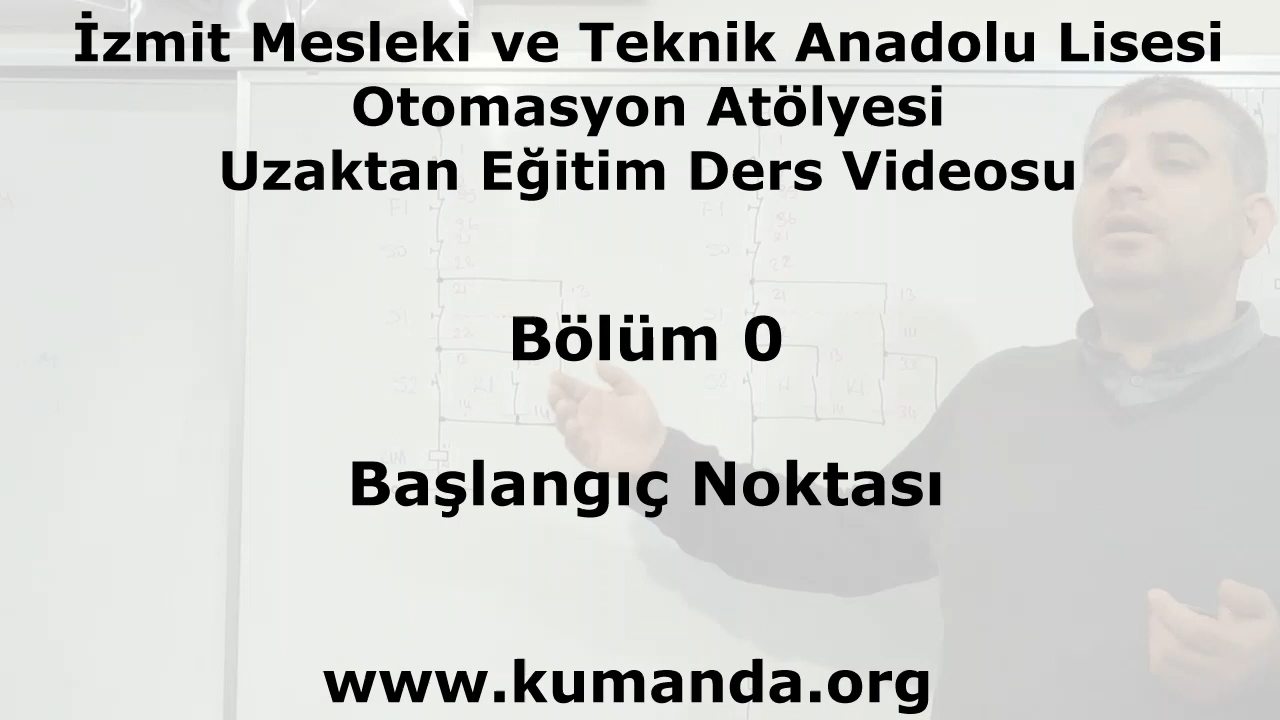 İzmit Mesleki ve Teknik Anadolu Lisesi
Otomasyon Atölyesi
Uzaktan Eğitim Ders Videosu
Bölüm 0
Başlangıç Noktası
www.kumanda.org